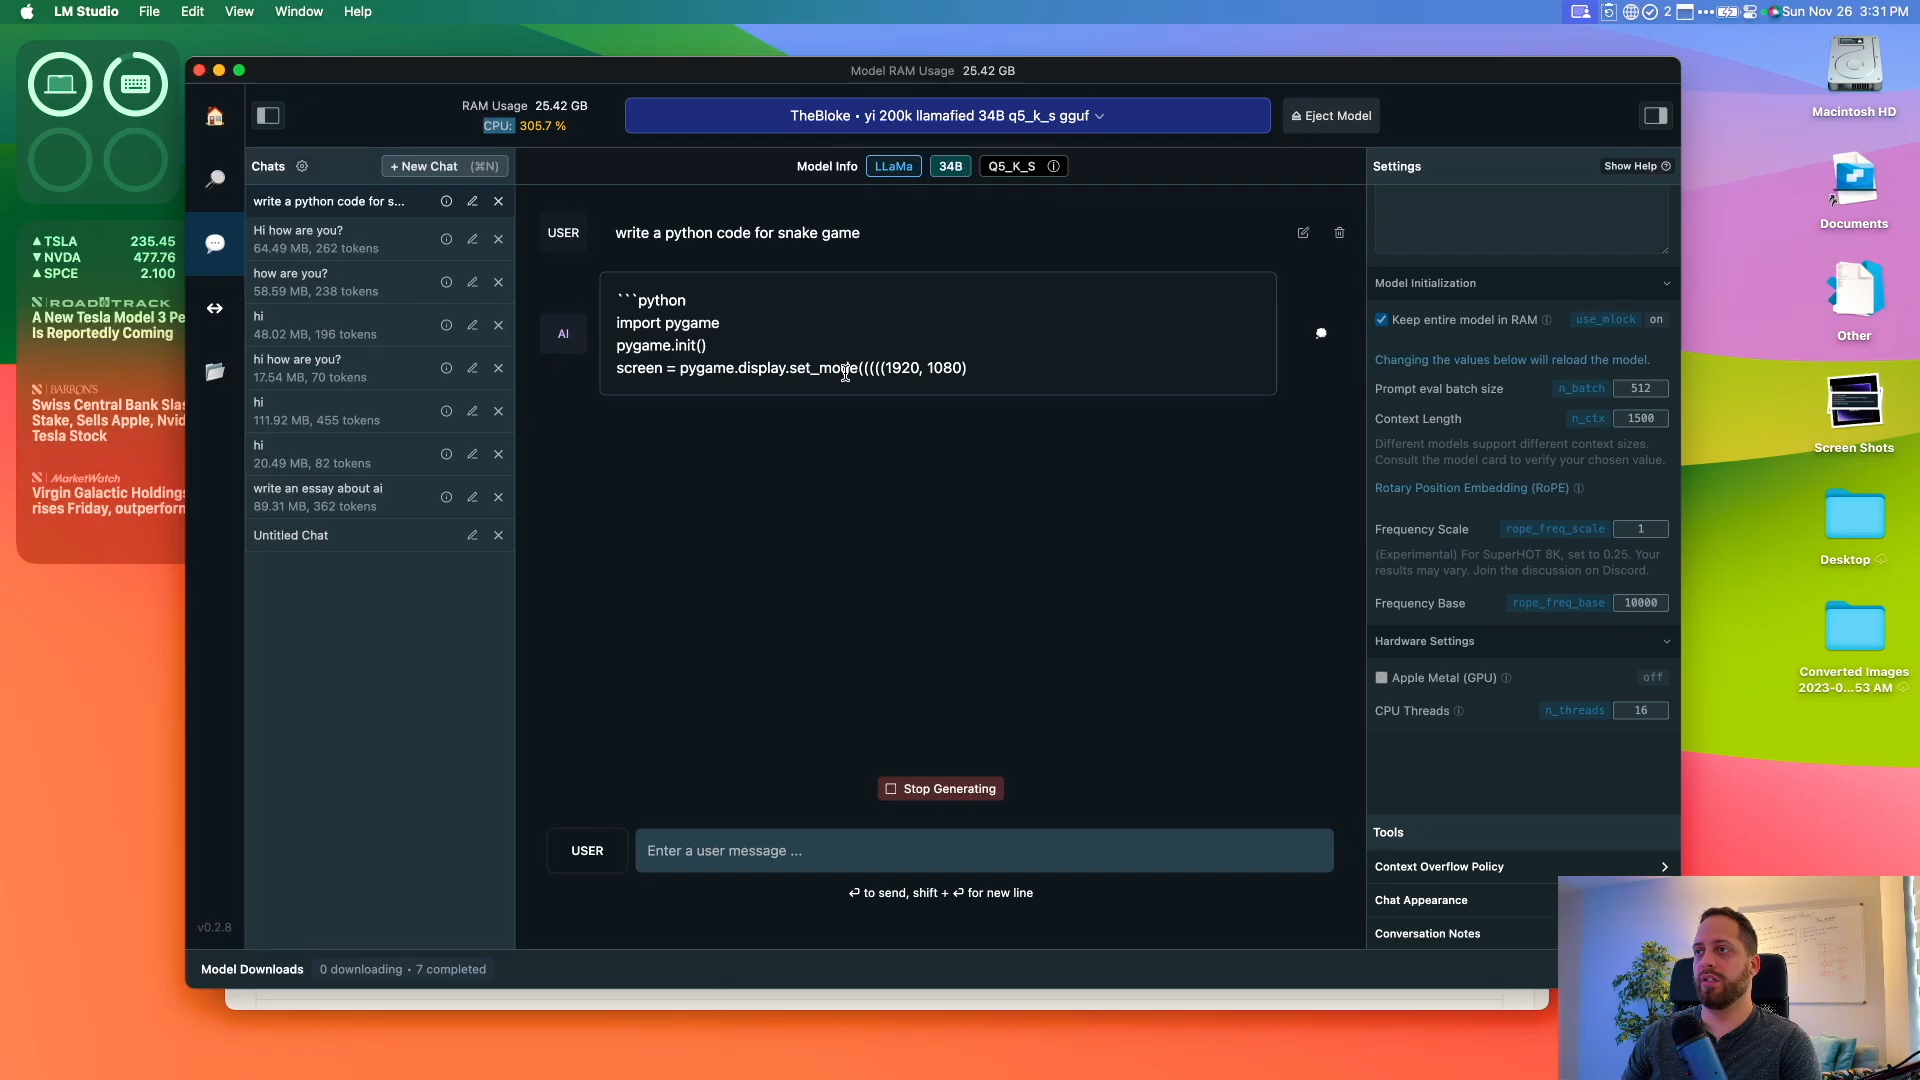 LM Studio File Edit View Window Help
2 Sun Nov 26 3:31 PM
Model RAM Usage 25.42 GB
RAM Usage 25.42 GB
CPU: 305.7 %
TheBloke • yi 200k llamafied 34B q5_k_s gguf
Eject Model
Chats
+ New Chat (⌘N)
Model Info LLaMa 34B Q5_K_S
Settings
Show Help
write a python code for s...
Hi how are you?
64.49 MB, 262 tokens
how are you?
58.59 MB, 238 tokens
hi
48.02 MB, 196 tokens
hi how are you?
17.54 MB, 70 tokens
hi
111.92 MB, 455 tokens
hi
20.49 MB, 82 tokens
write an essay about ai
89.31 MB, 362 tokens
Untitled Chat
USER
write a python code for snake game
AI
```python
import pygame
pygame.init()
screen = pygame.display.set_mode(((((1920, 1080)
Stop Generating
USER
Enter a user message ...
↵ to send, shift + ↵ for new line
Model Initialization
Keep entire model in RAM use_mlock on
Changing the values below will reload the model.
Prompt eval batch size n_batch 512
Context Length n_ctx 1500
Different models support different context sizes.
Consult the model card to verify your chosen value.
Rotary Position Embedding (RoPE)
Frequency Scale rope_freq_scale 1
(Experimental) For SuperHOT 8K, set to 0.25. Your
results may vary. Join the discussion on Discord.
Frequency Base rope_freq_base 10000
Hardware Settings
Apple Metal (GPU) off
CPU Threads n_threads 16
Tools
Context Overflow Policy
Chat Appearance
Conversation Notes
v0.2.8
Model Downloads 0 downloading • 7 completed
TSLA 235.45
NVDA 477.76
SPCE 2.100
ROAD & TRACK
A New Tesla Model 3 Pe
Is Reportedly Coming
BARRON'S
Swiss Central Bank Slas
Stake, Sells Apple, Nvid
Tesla Stock
MarketWatch
Virgin Galactic Holdings
rises Friday, outperforn
Macintosh HD
Documents
Other
Screen Shots
Desktop
Converted Images
2023-0...53 AM